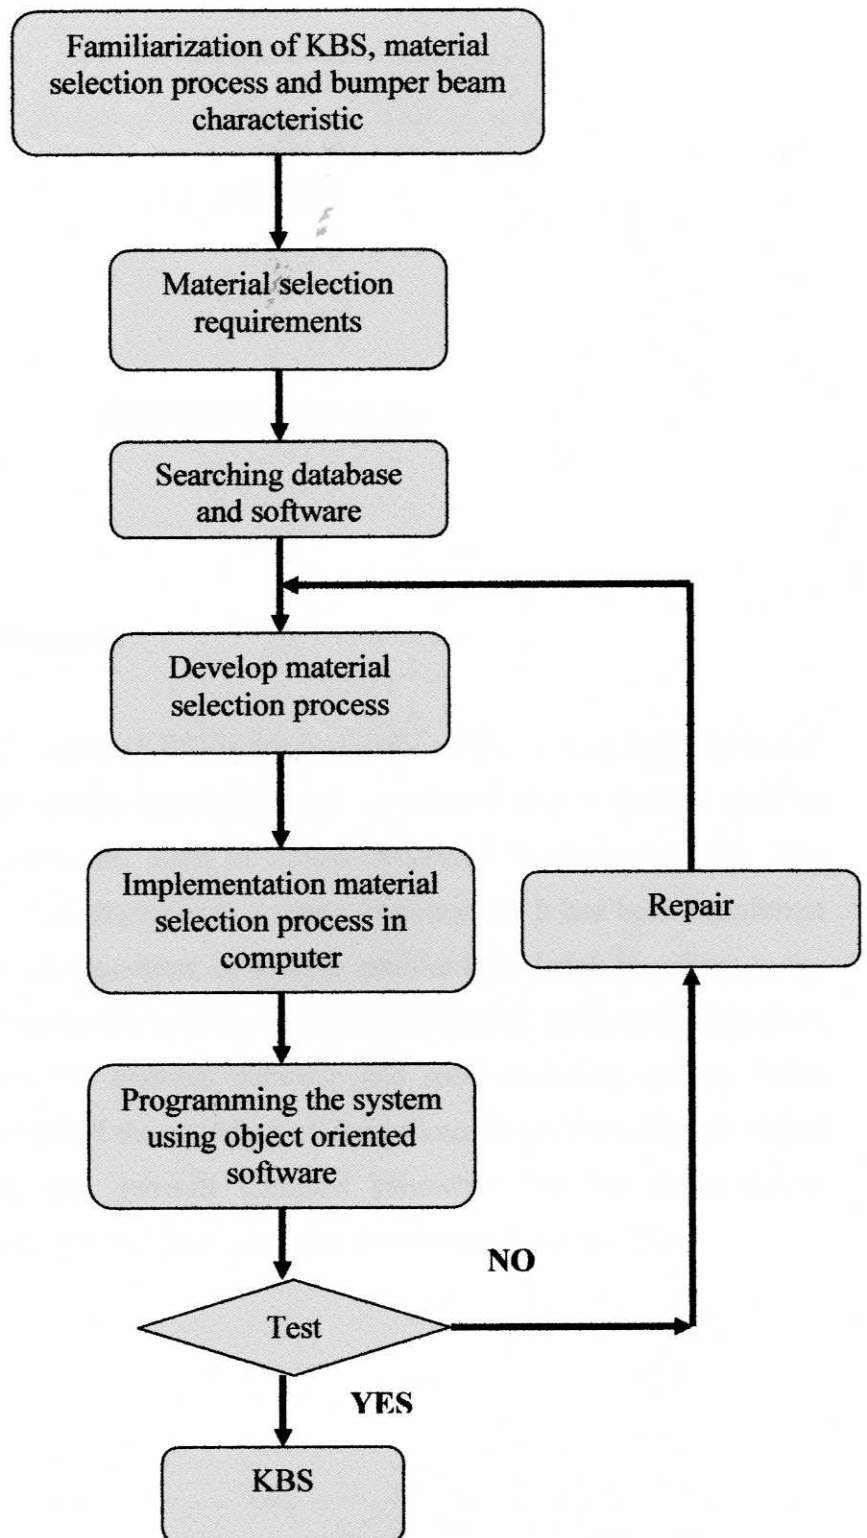 Familiarization of KBS, material
selection process and bumper beam
characteristic
Material selection
requirements
Searching database
and software
Develop material
selection process
Implementation material
selection process in
computer
Repair
Programming the system
using object oriented
software
NO
Test
YES
KBS